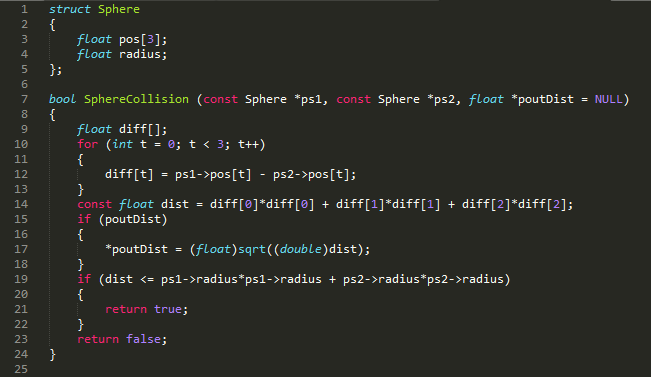 1 struct Sphere
2 {
3     float pos[3];
4     float radius;
5 };
6
7 bool SphereCollision (const Sphere *ps1, const Sphere *ps2, float *poutDist = NULL)
8 {
9     float diff[];
10     for (int t = 0; t < 3; t++)
11     {
12         diff[t] = ps1->pos[t] - ps2->pos[t];
13     }
14     const float dist = diff[0]*diff[0] + diff[1]*diff[1] + diff[2]*diff[2];
15     if (poutDist)
16     {
17         *poutDist = (float)sqrt((double)dist);
18     }
19     if (dist <= ps1->radius*ps1->radius + ps2->radius*ps2->radius)
20     {
21         return true;
22     }
23     return false;
24 }
25